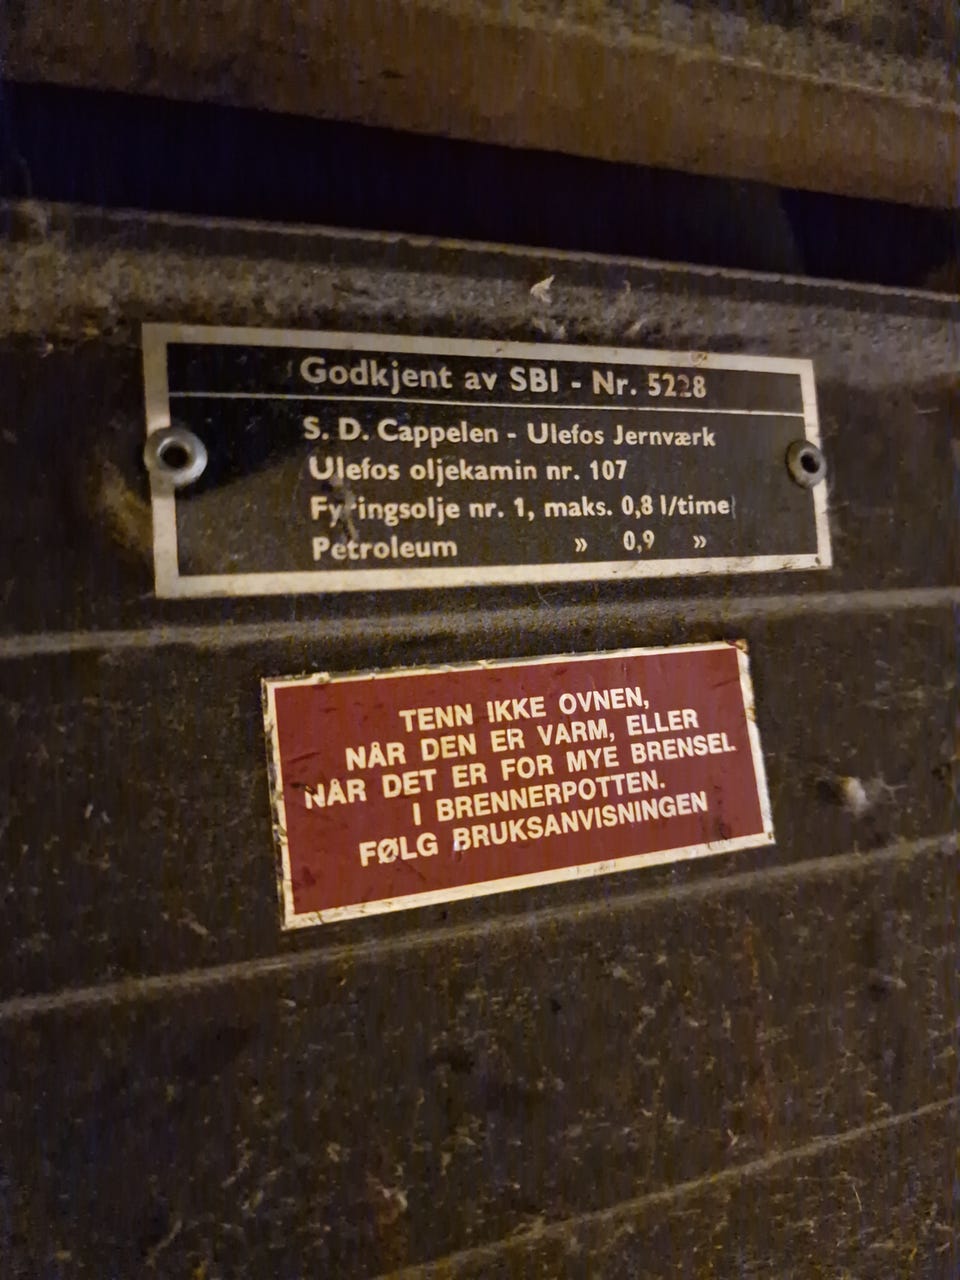 Godkjent av SBI - Nr. 5228
S. D. Cappelen - Ulefos Jernværk
Ulefos oljekamin nr. 107
Fyringsolje nr. 1, maks. 0,8 l/time
Petroleum » 0,9 »
TENN IKKE OVNEN,
NÅR DEN ER VARM, ELLER
NÅR DET ER FOR MYE BRENSEL
I BRENNERPOTTEN.
FØLG BRUKSANVISNINGEN